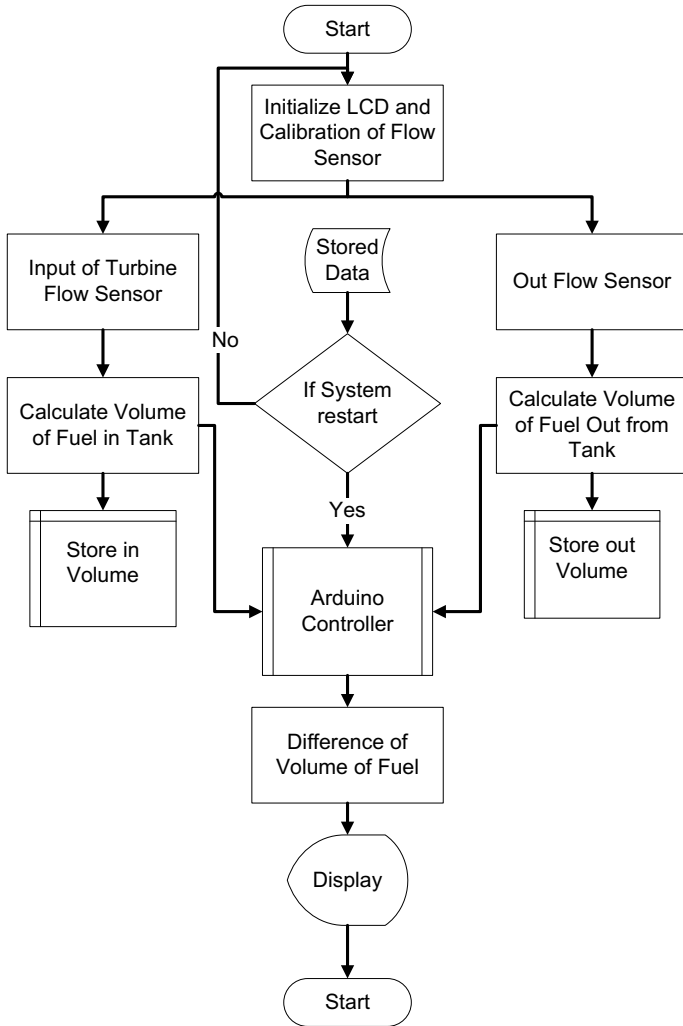 Start
Initialize LCD and
Calibration of Flow
Sensor
Input of Turbine
Flow Sensor
Stored
Data
Out Flow Sensor
No
If System
restart
Calculate Volume
of Fuel in Tank
Calculate Volume
of Fuel Out from
Tank
Yes
Store in
Volume
Arduino
Controller
Store out
Volume
Difference of
Volume of Fuel
Display
Start